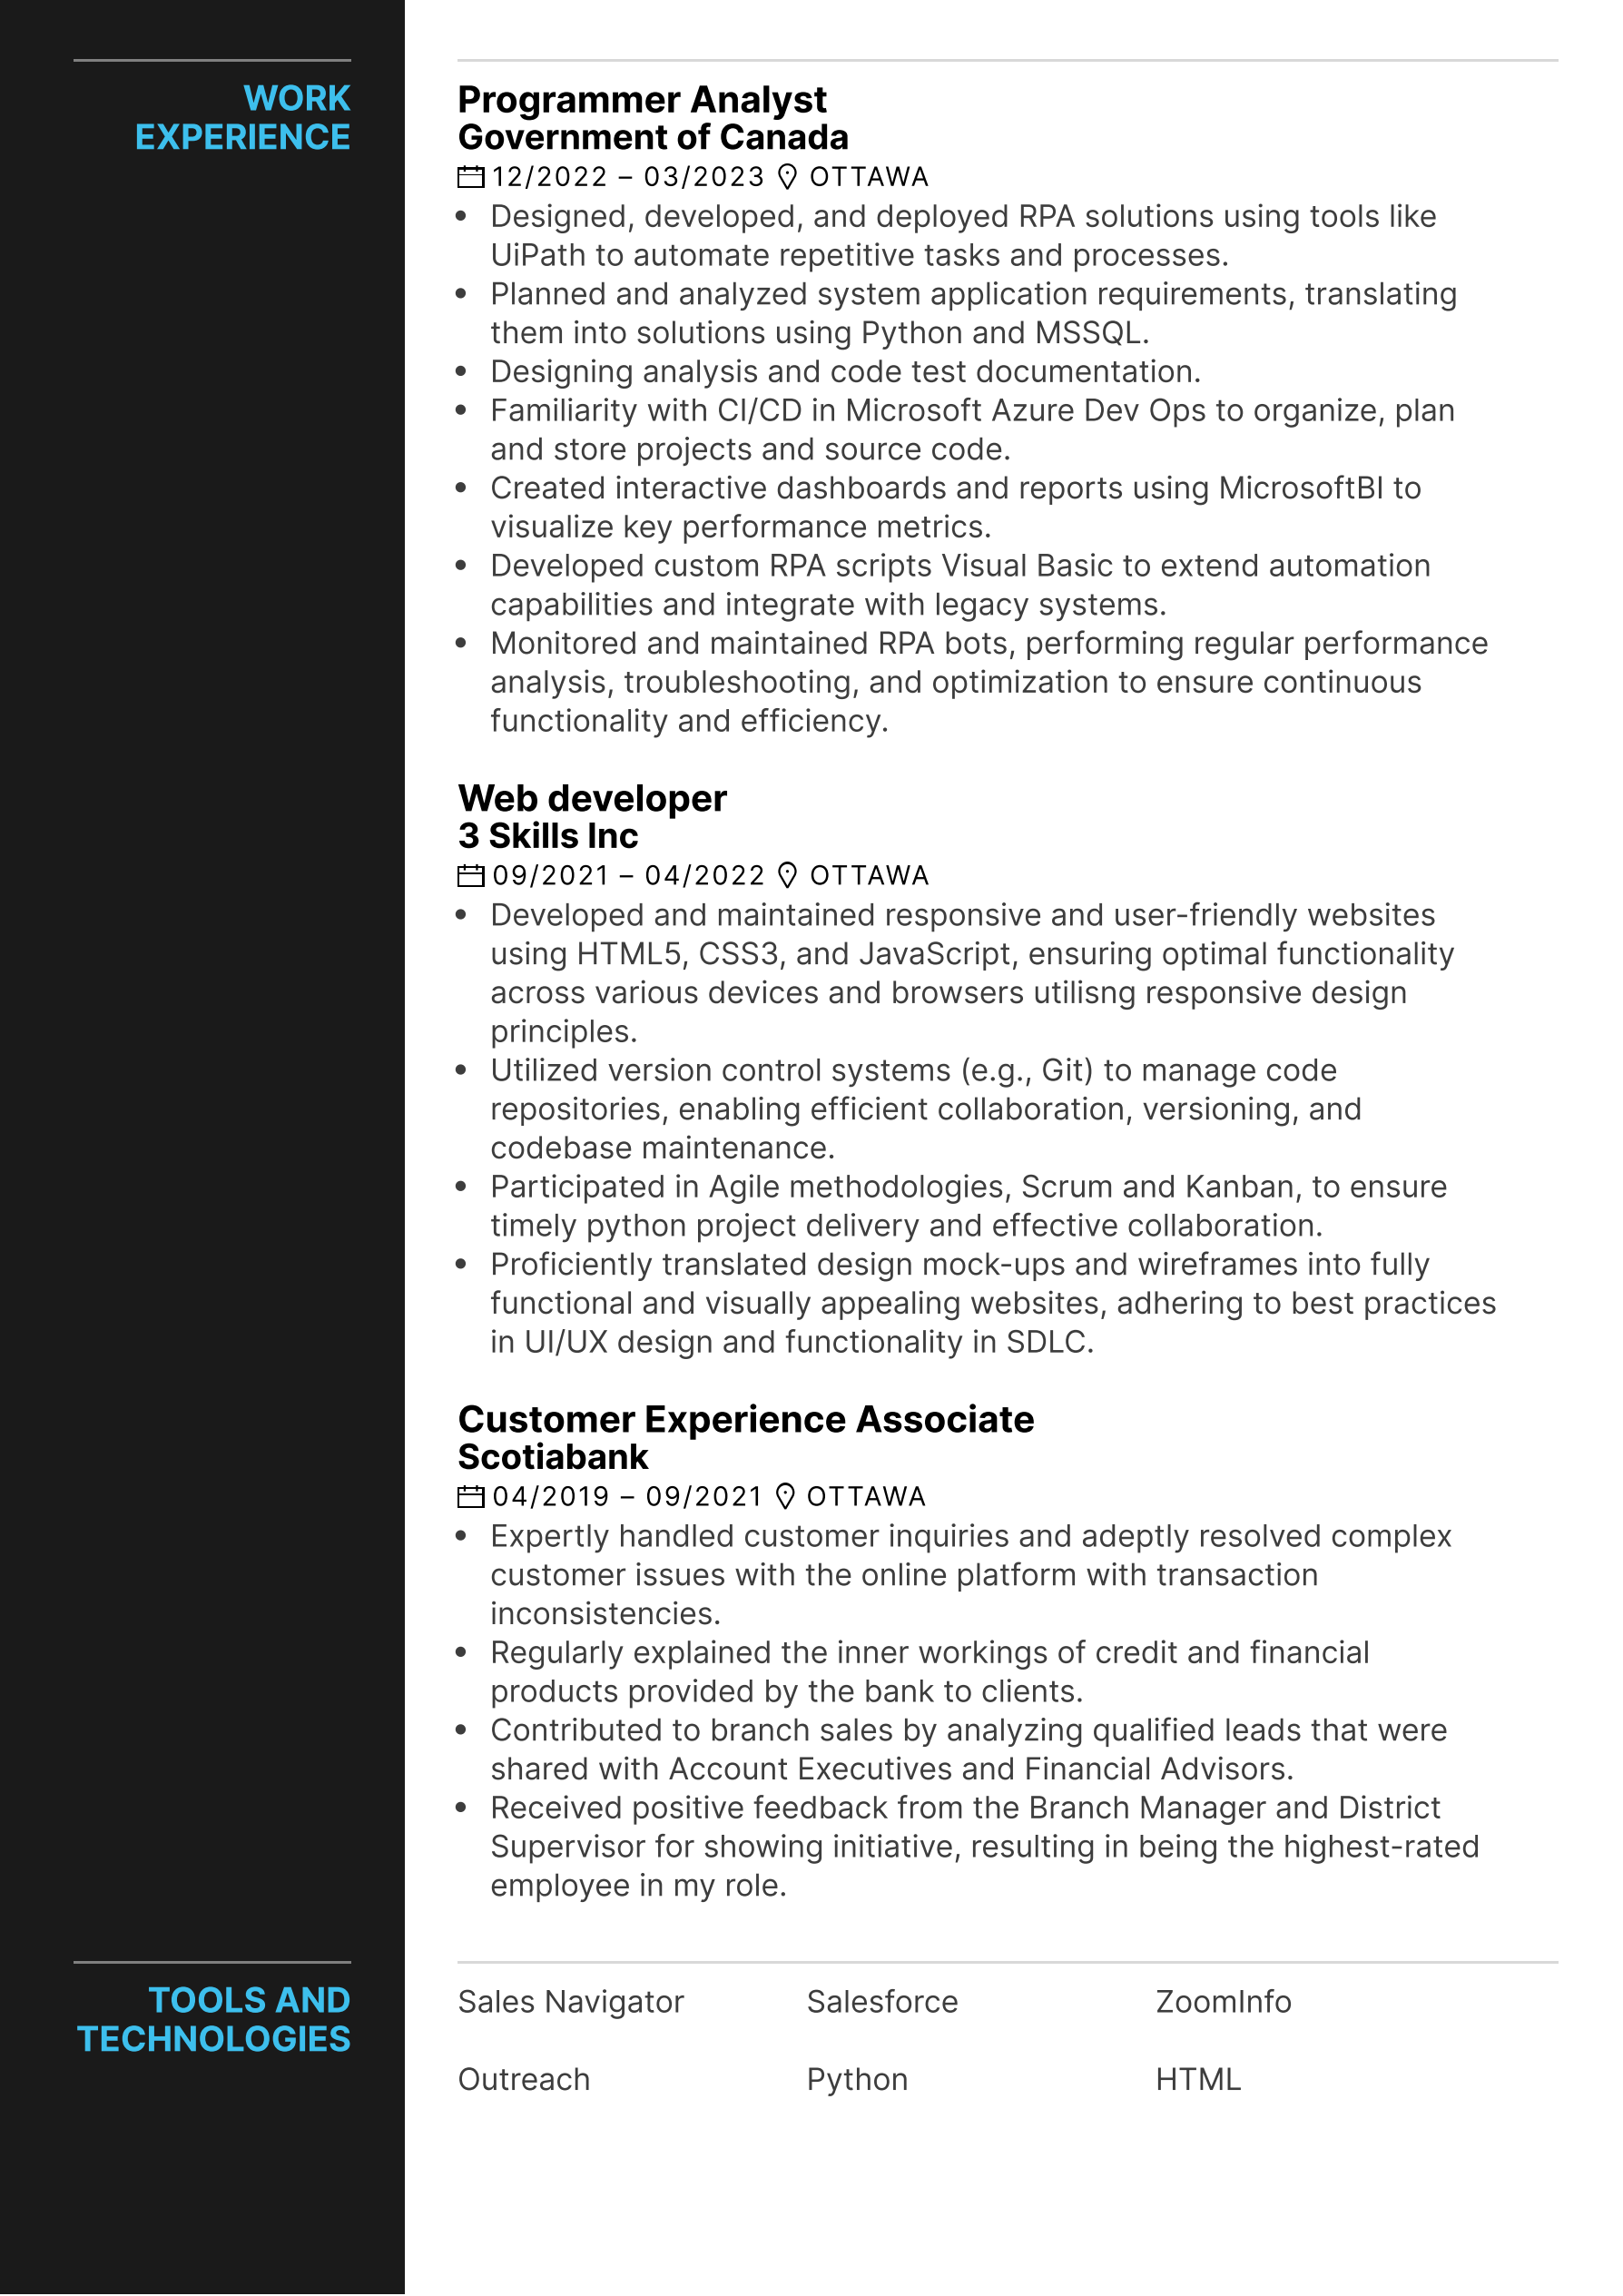 WORK
EXPERIENCE
Programmer Analyst
Government of Canada
12/2022 – 03/2023 OTTAWA
• Designed, developed, and deployed RPA solutions using tools like
UiPath to automate repetitive tasks and processes.
• Planned and analyzed system application requirements, translating
them into solutions using Python and MSSQL.
• Designing analysis and code test documentation.
• Familiarity with CI/CD in Microsoft Azure Dev Ops to organize, plan
and store projects and source code.
• Created interactive dashboards and reports using MicrosoftBI to
visualize key performance metrics.
• Developed custom RPA scripts Visual Basic to extend automation
capabilities and integrate with legacy systems.
• Monitored and maintained RPA bots, performing regular performance
analysis, troubleshooting, and optimization to ensure continuous
functionality and efficiency.
Web developer
3 Skills Inc
09/2021 – 04/2022 OTTAWA
• Developed and maintained responsive and user-friendly websites
using HTML5, CSS3, and JavaScript, ensuring optimal functionality
across various devices and browsers utilisng responsive design
principles.
• Utilized version control systems (e.g., Git) to manage code
repositories, enabling efficient collaboration, versioning, and
codebase maintenance.
• Participated in Agile methodologies, Scrum and Kanban, to ensure
timely python project delivery and effective collaboration.
• Proficiently translated design mock-ups and wireframes into fully
functional and visually appealing websites, adhering to best practices
in UI/UX design and functionality in SDLC.
Customer Experience Associate
Scotiabank
04/2019 – 09/2021 OTTAWA
• Expertly handled customer inquiries and adeptly resolved complex
customer issues with the online platform with transaction
inconsistencies.
• Regularly explained the inner workings of credit and financial
products provided by the bank to clients.
• Contributed to branch sales by analyzing qualified leads that were
shared with Account Executives and Financial Advisors.
• Received positive feedback from the Branch Manager and District
Supervisor for showing initiative, resulting in being the highest-rated
employee in my role.
TOOLS AND
TECHNOLOGIES
Sales Navigator Salesforce ZoomInfo
Outreach Python HTML